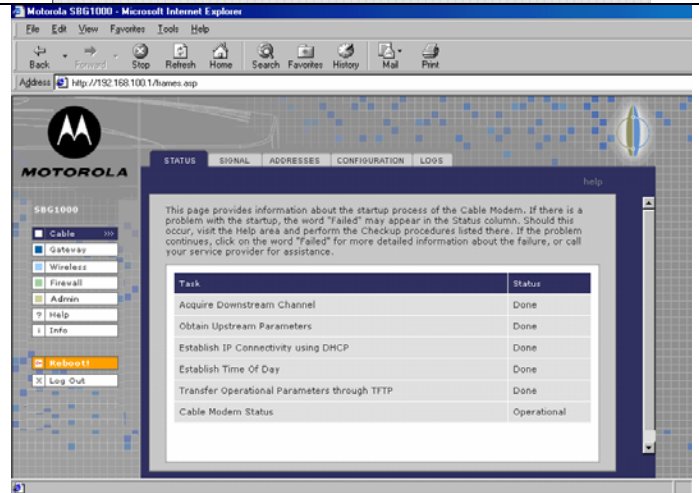 Motorola SBG1000 - Microsoft Internet Explorer
File Edit View Favorites Tools Help
Back Forward Stop Refresh Home Search Favorites History Mail Print
Address http://192.168.100.1/frames.asp
MOTOROLA
STATUS SIGNAL ADDRESSES CONFIGURATION LOGS
help
SBG1000
Cable >>>
Gateway
Wireless
Firewall
Admin
? Help
i Info
Reboot!
X Log Out
This page provides information about the startup process of the Cable Modem. If there is a
problem with the startup, the word "Failed" may appear in the Status column. Should this
occur, visit the Help area and perform the Checkup procedures listed there. If the problem
continues, click on the word "Failed" for more detailed information about the failure, or call
your service provider for assistance.
Task Status
Acquire Downstream Channel Done
Obtain Upstream Parameters Done
Establish IP Connectivity using DHCP Done
Establish Time Of Day Done
Transfer Operational Parameters through TFTP Done
Cable Modem Status Operational